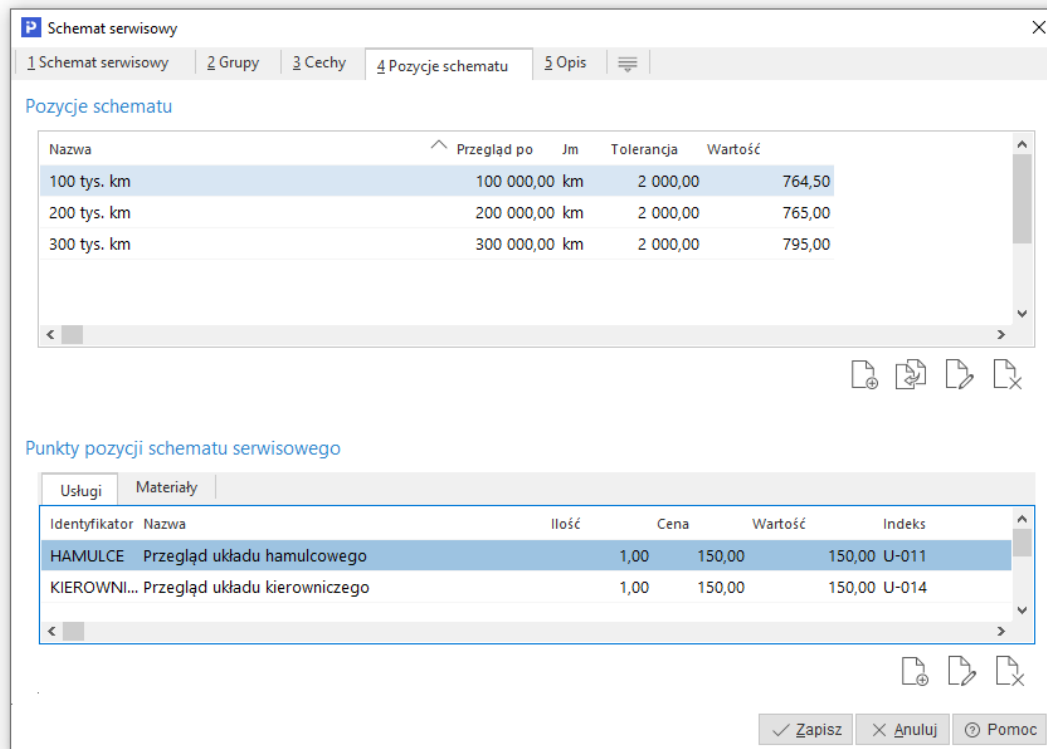 Schemat serwisowy
1 Schemat serwisowy 2 Grupy 3 Cechy 4 Pozycje schematu 5 Opis
Pozycje schematu
Nazwa Przegląd po Jm Tolerancja Wartość
100 tys. km 100 000,00 km 2 000,00 764,50
200 tys. km 200 000,00 km 2 000,00 765,00
300 tys. km 300 000,00 km 2 000,00 795,00
Punkty pozycji schematu serwisowego
Usługi Materiały
Identyfikator Nazwa Ilość Cena Wartość Indeks
HAMULCE Przegląd układu hamulcowego 1,00 150,00 150,00 U-011
KIEROWNI... Przegląd układu kierowniczego 1,00 150,00 150,00 U-014
Zapisz Anuluj Pomoc